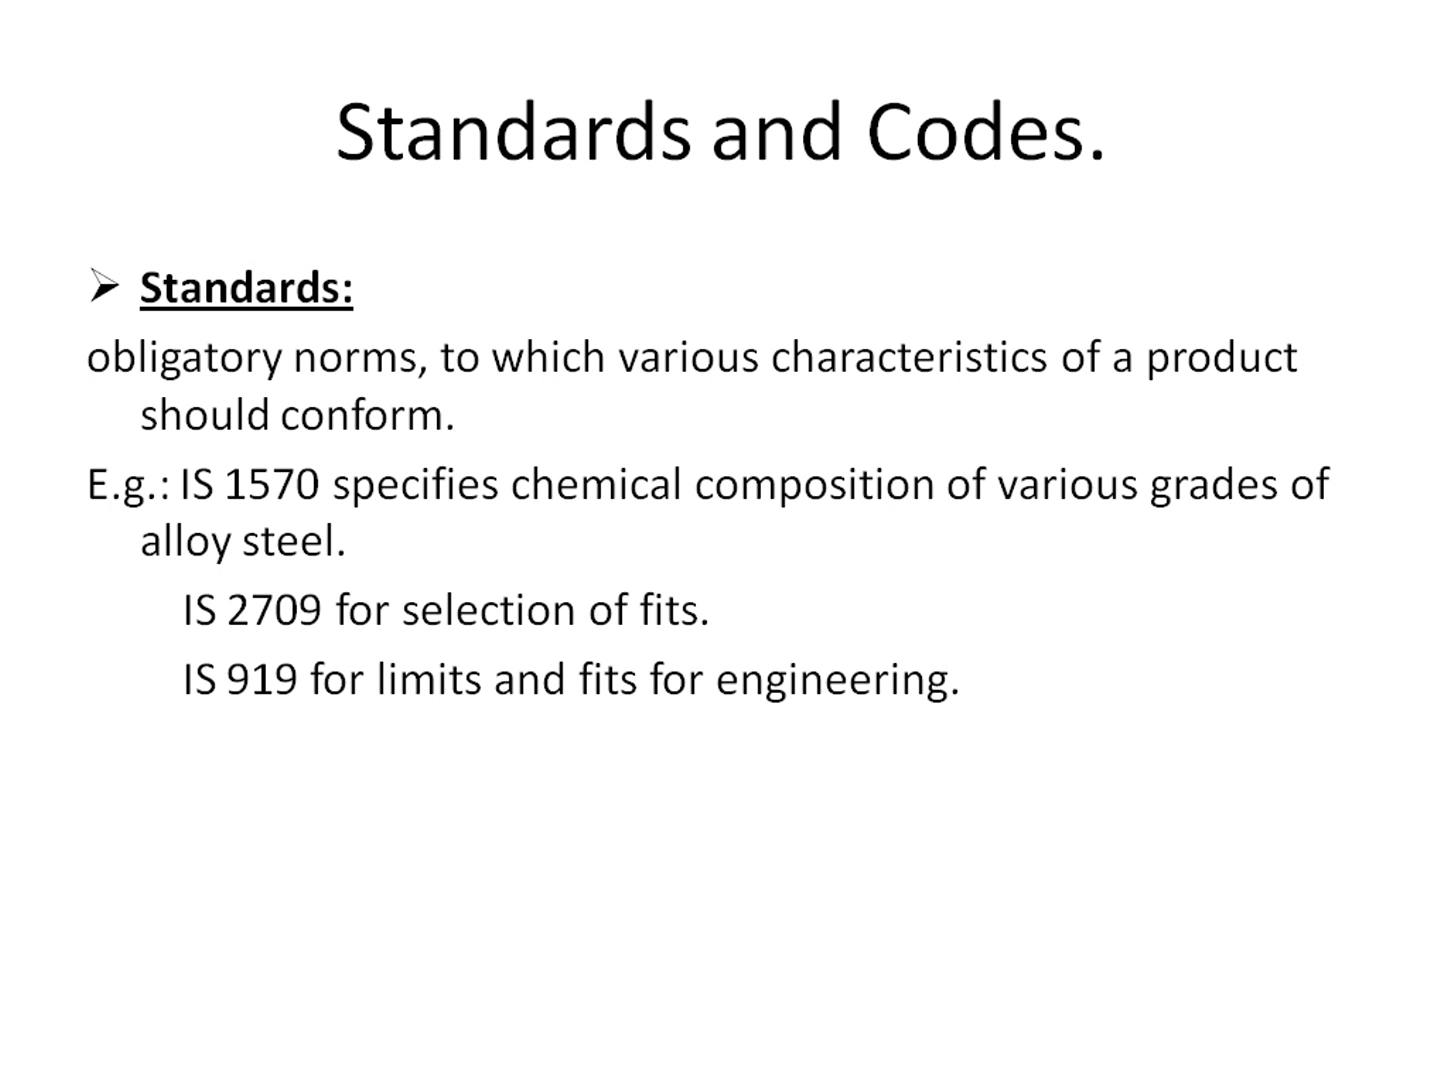 Standards and Codes.
➢ Standards:
obligatory norms, to which various characteristics of a product
should conform.
E.g.: IS 1570 specifies chemical composition of various grades of
alloy steel.
IS 2709 for selection of fits.
IS 919 for limits and fits for engineering.